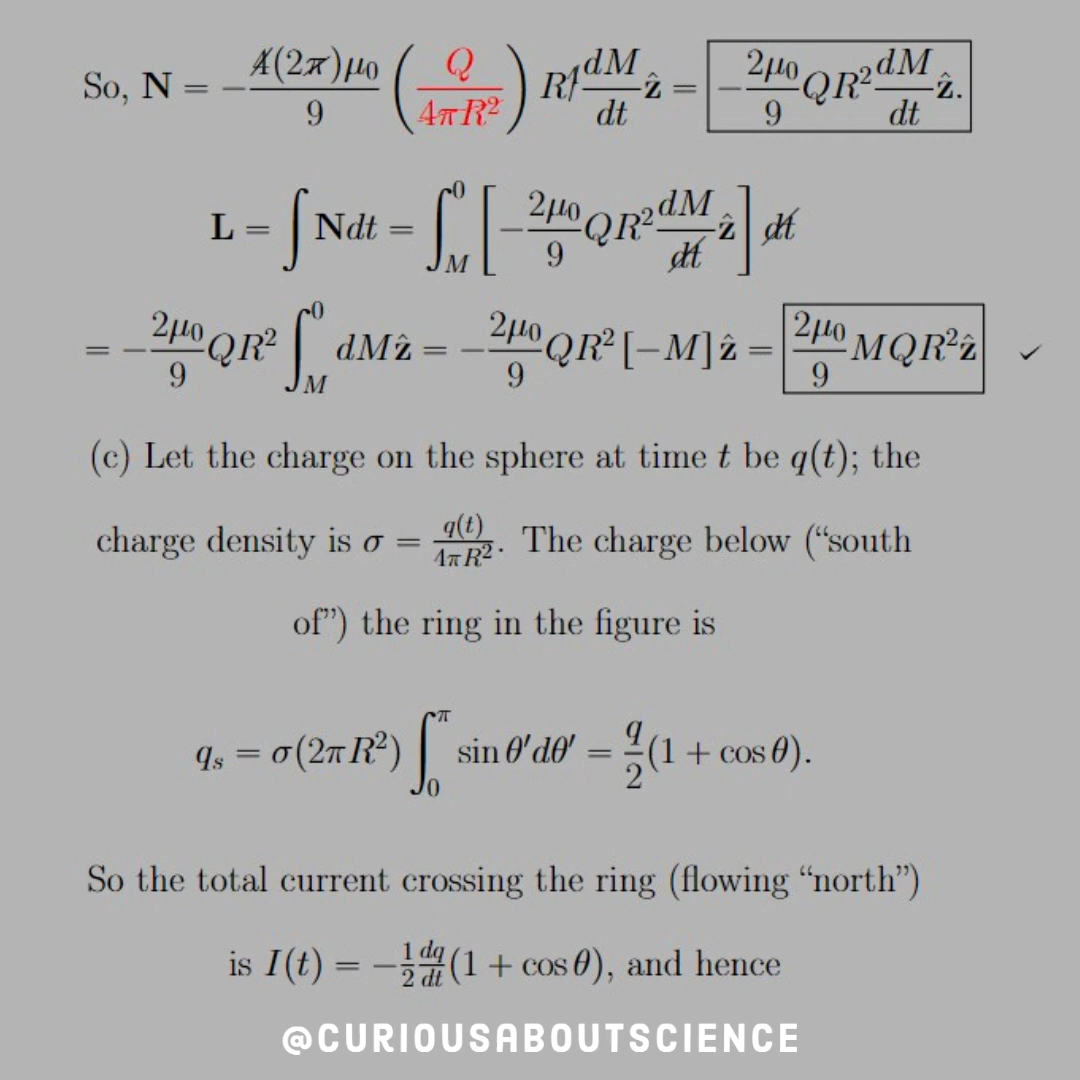 So, N = −4(2π)μ₀/9 (Q/4πR²) R⁴ dM/dt ẑ = −2μ₀/9 QR² dM/dt ẑ.
L = ∫ Ndt = ∫_M^0 [−2μ₀/9 QR² dM/dt ẑ] dt
= −2μ₀/9 QR² ∫_M^0 dMẑ = −2μ₀/9 QR² [−M] ẑ = 2μ₀/9 MQR²ẑ ✓
(c) Let the charge on the sphere at time t be q(t); the
charge density is σ = q(t)/4πR². The charge below (“south
of”) the ring in the figure is
qₛ = σ(2πR²) ∫_0^π sin θ′dθ′ = q/2 (1 + cos θ).
So the total current crossing the ring (flowing “north”)
is I(t) = −1/2 dq/dt (1 + cos θ), and hence
@CURIOUSABOUTSCIENCE